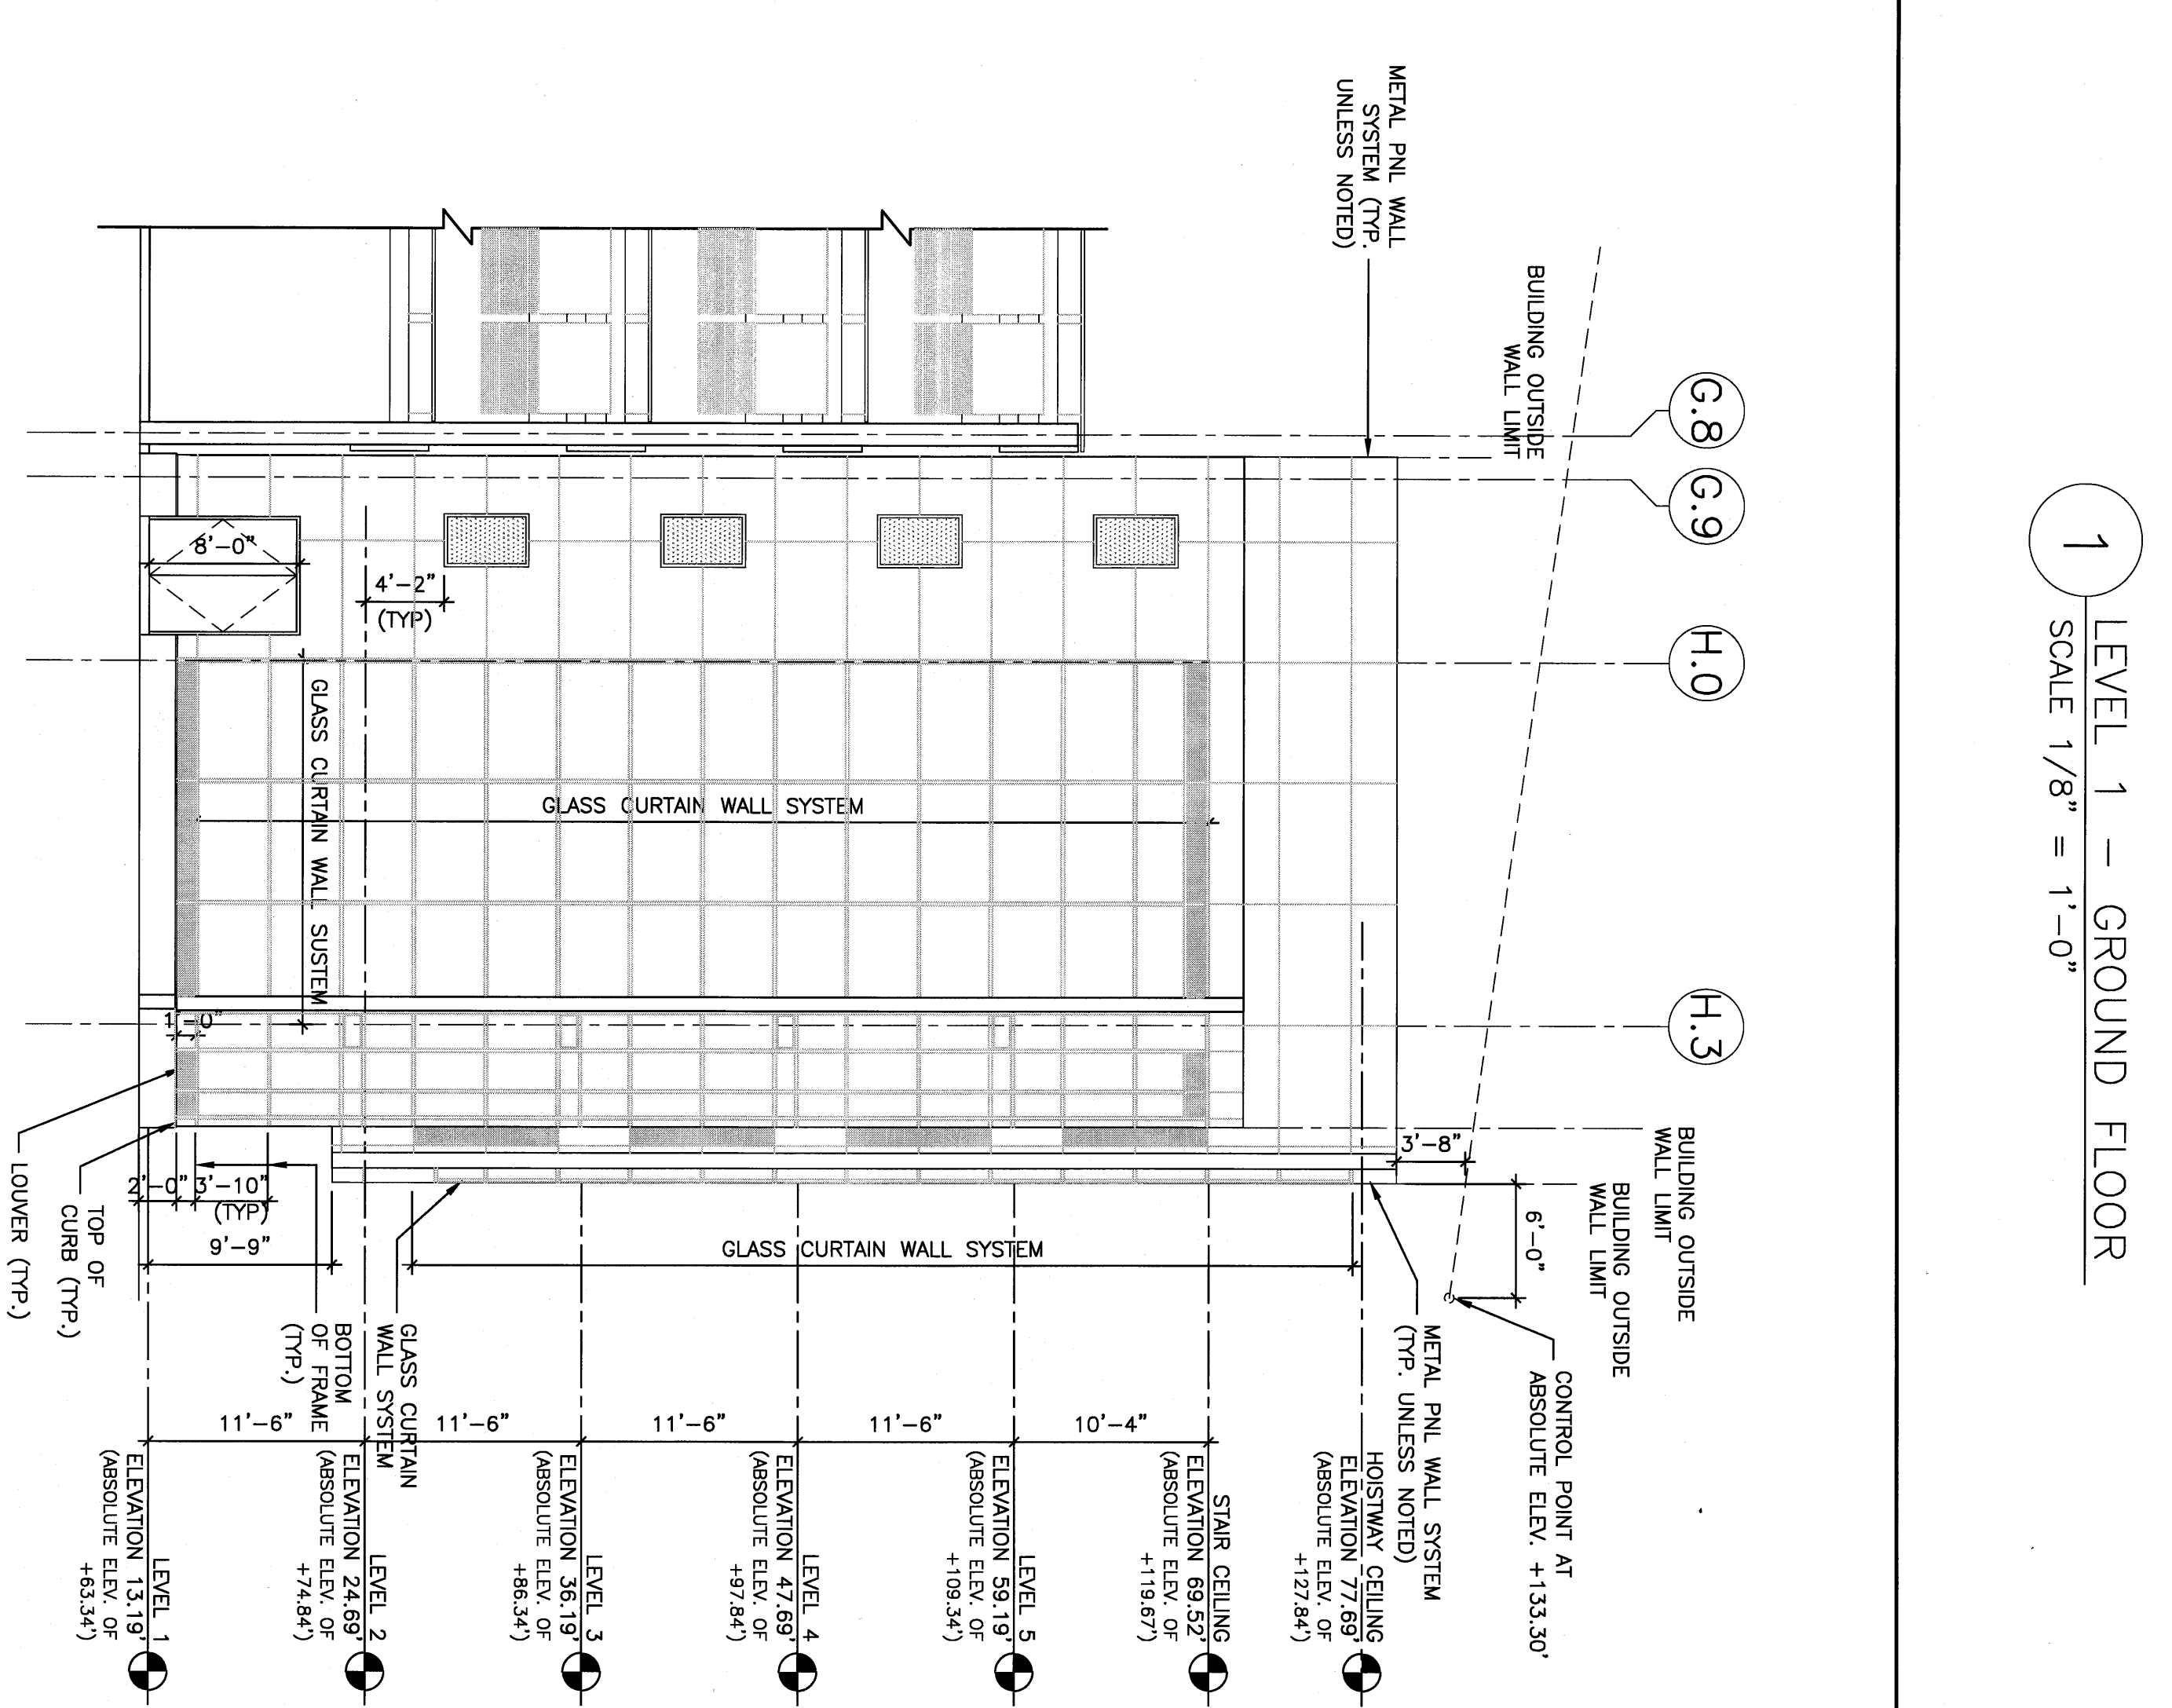 1
LEVEL 1 - GROUND FLOOR
SCALE 1/8" = 1'-0"
G.8
G.9
H.0
H.3
METAL PNL WALL
SYSTEM (TYP.
UNLESS NOTED)
BUILDING OUTSIDE
WALL LIMIT
BUILDING OUTSIDE
WALL LIMIT
BUILDING OUTSIDE
WALL LIMIT
6'-0"
3'-8"
CONTROL POINT AT
ABSOLUTE ELEV. +133.30'
METAL PNL WALL SYSTEM
(TYP. UNLESS NOTED)
HOISTWAY CEILING
ELEVATION 77.69'
(ABSOLUTE ELEV. OF
+127.84')
STAIR CEILING
ELEVATION 69.52'
(ABSOLUTE ELEV. OF
+119.67')
10'-4"
LEVEL 5
ELEVATION 59.19'
(ABSOLUTE ELEV. OF
+109.34')
11'-6"
LEVEL 4
ELEVATION 47.69'
(ABSOLUTE ELEV. OF
+97.84')
11'-6"
LEVEL 3
ELEVATION 36.19'
(ABSOLUTE ELEV. OF
+86.34')
11'-6"
LEVEL 2
ELEVATION 24.69'
(ABSOLUTE ELEV. OF
+74.84')
11'-6"
LEVEL 1
ELEVATION 13.19'
(ABSOLUTE ELEV. OF
+63.34')
GLASS CURTAIN WALL SYSTEM
GLASS CURTAIN WALL SYSTEM
GLASS CURTAIN WALL SUSTEM
8'-0"
4'-2"
(TYP)
1'-0"
2'-0"
3'-10"
(TYP)
9'-9"
GLASS CURTAIN
WALL SYSTEM
BOTTOM
OF FRAME
(TYP.)
TOP OF
CURB (TYP.)
LOUVER (TYP.)